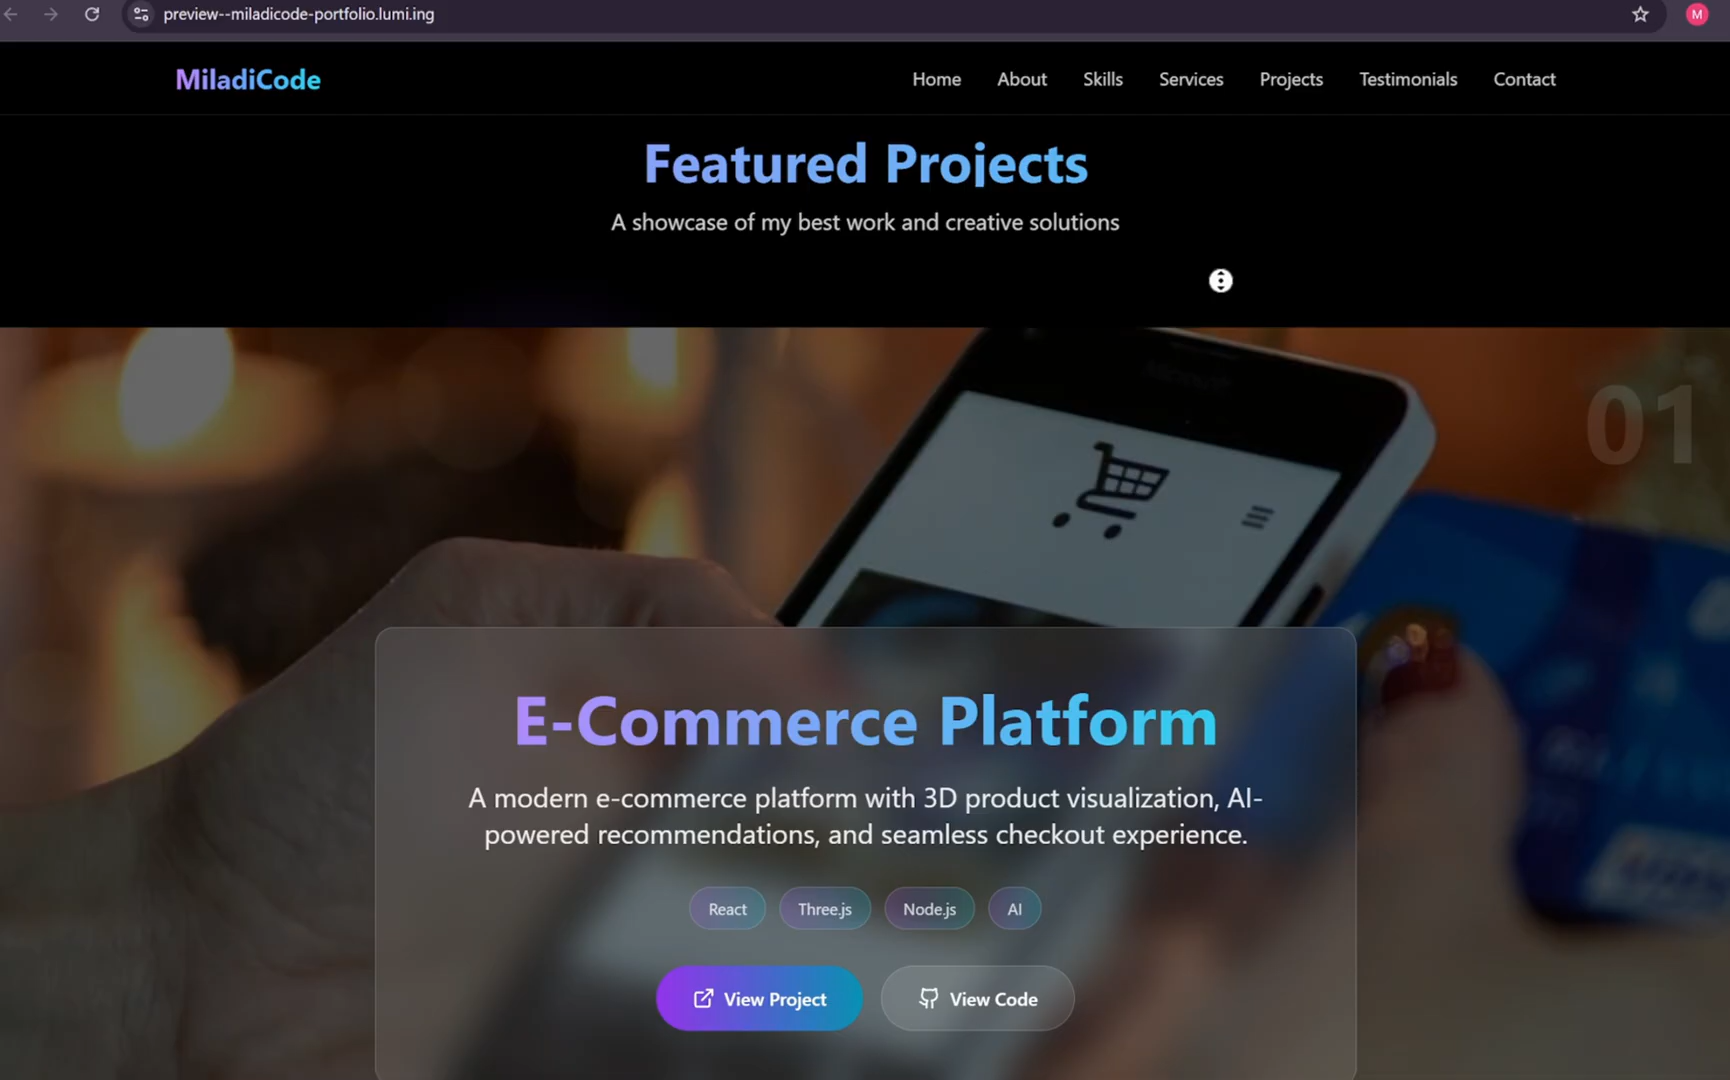 preview--miladicode-portfolio.lumi.ing
M
MiladiCode
Home
About
Skills
Services
Projects
Testimonials
Contact
Featured Projects
A showcase of my best work and creative solutions
01
E-Commerce Platform
A modern e-commerce platform with 3D product visualization, AI-
powered recommendations, and seamless checkout experience.
React
Three.js
Node.js
AI
View Project
View Code